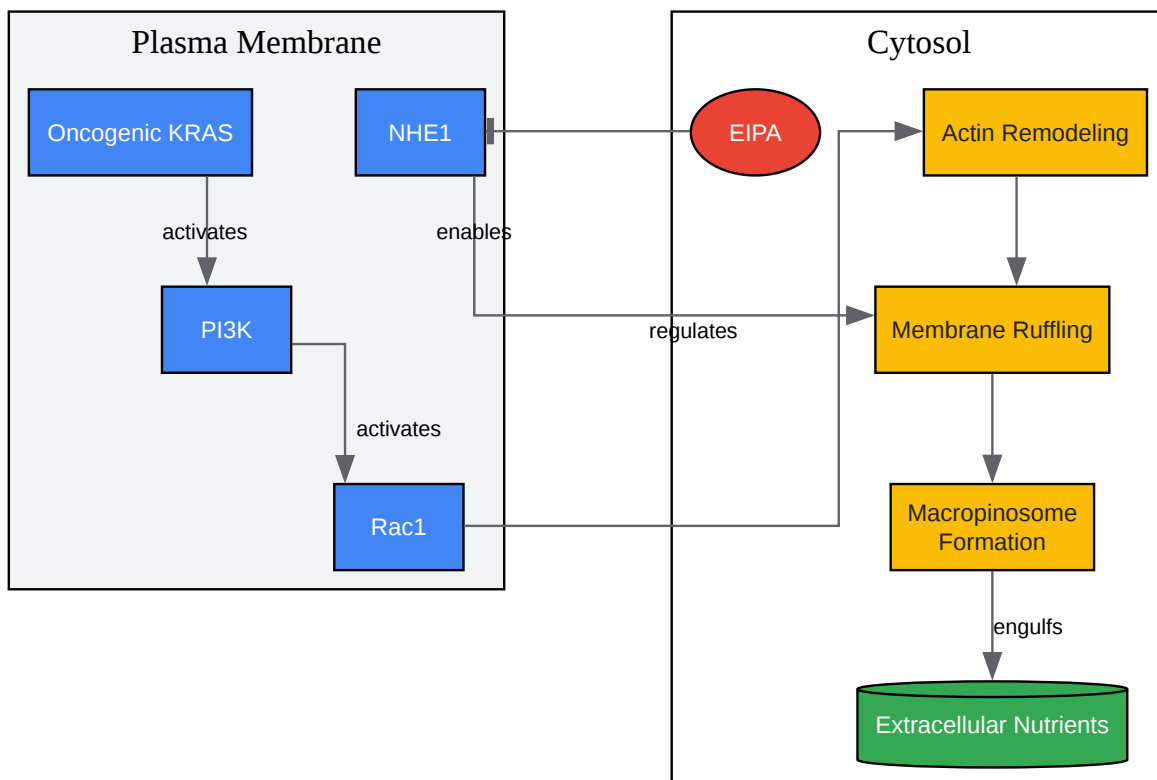 Plasma Membrane
Cytosol
Oncogenic KRAS
NHE1
EIPA
Actin Remodeling
activates
enables
PI3K
regulates
Membrane Ruffling
activates
Rac1
Macropinosome
Formation
engulfs
Extracellular Nutrients